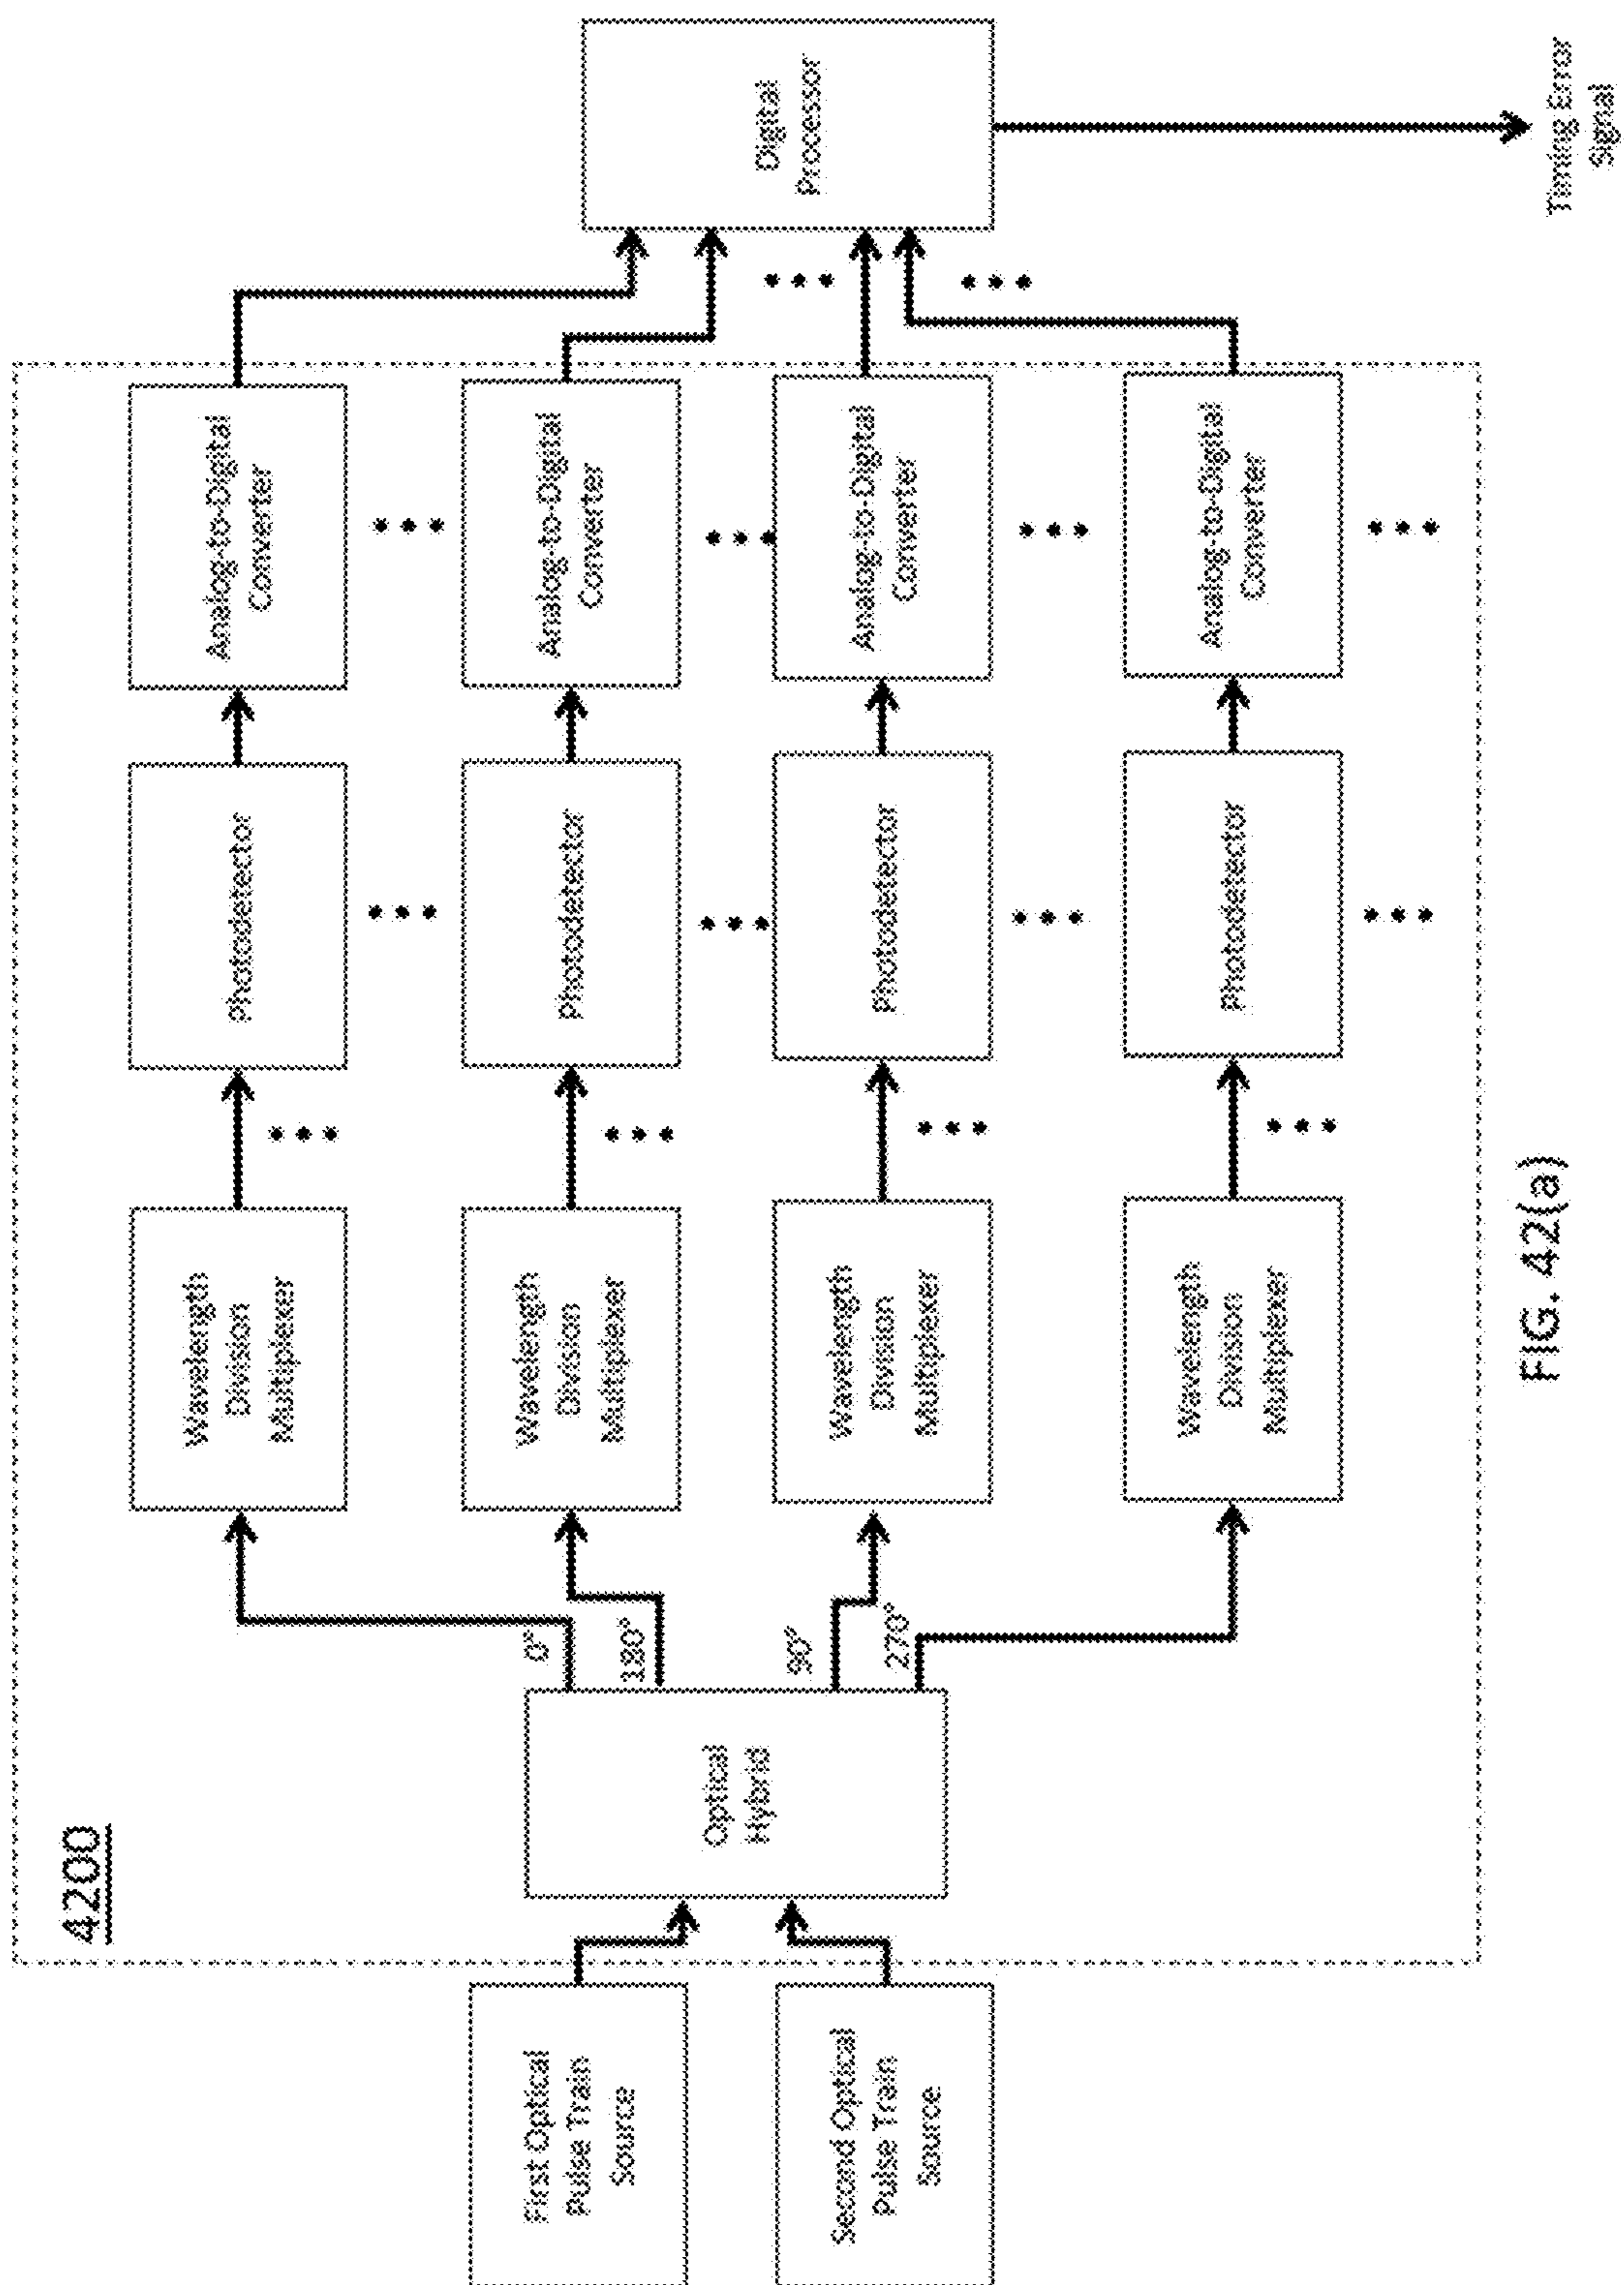 4200
First Optical
Pulse Train
Source
Second Optical
Pulse Train
Source
Optical
Hybrid
0°
180°
90°
270°
Wavelength
Division
Multiplexer
Photodetector
Analog-to-Digital
Converter
Wavelength
Division
Multiplexer
Photodetector
Analog-to-Digital
Converter
Wavelength
Division
Multiplexer
Photodetector
Analog-to-Digital
Converter
Wavelength
Division
Multiplexer
Photodetector
Analog-to-Digital
Converter
Digital
Processor
Timing Error
Signal
FIG. 42(a)